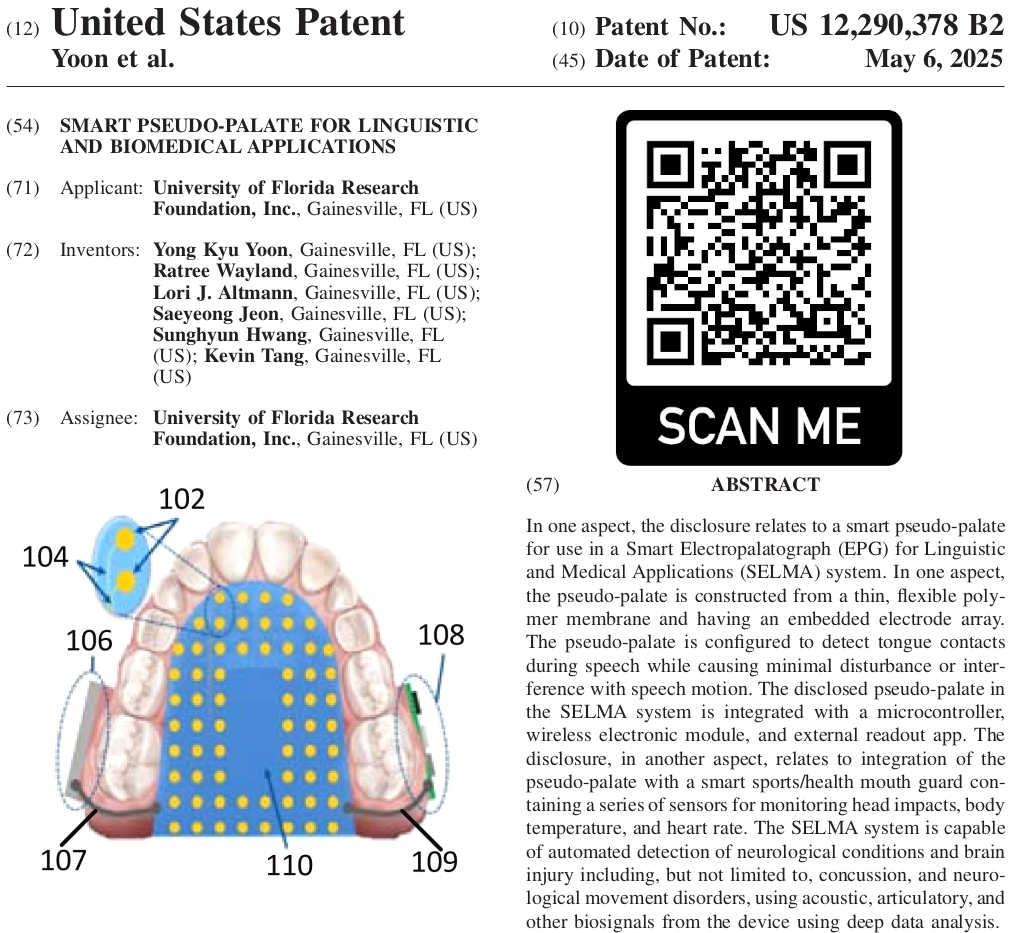 (12) United States Patent
Yoon et al.
(10) Patent No.: US 12,290,378 B2
(45) Date of Patent: May 6, 2025
(54) SMART PSEUDO-PALATE FOR LINGUISTIC
AND BIOMEDICAL APPLICATIONS
(71) Applicant: University of Florida Research
Foundation, Inc., Gainesville, FL (US)
(72) Inventors: Yong Kyu Yoon, Gainesville, FL (US);
Ratree Wayland, Gainesville, FL (US);
Lori J. Altmann, Gainesville, FL (US);
Saeyeong Jeon, Gainesville, FL (US);
Sunghyun Hwang, Gainesville, FL
(US); Kevin Tang, Gainesville, FL
(US)
(73) Assignee: University of Florida Research
Foundation, Inc., Gainesville, FL (US)
102
104
106
108
107
110
109
SCAN ME
(57) ABSTRACT
In one aspect, the disclosure relates to a smart pseudo-palate
for use in a Smart Electropalatograph (EPG) for Linguistic
and Medical Applications (SELMA) system. In one aspect,
the pseudo-palate is constructed from a thin, flexible poly-
mer membrane and having an embedded electrode array.
The pseudo-palate is configured to detect tongue contacts
during speech while causing minimal disturbance or inter-
ference with speech motion. The disclosed pseudo-palate in
the SELMA system is integrated with a microcontroller,
wireless electronic module, and external readout app. The
disclosure, in another aspect, relates to integration of the
pseudo-palate with a smart sports/health mouth guard con-
taining a series of sensors for monitoring head impacts, body
temperature, and heart rate. The SELMA system is capable
of automated detection of neurological conditions and brain
injury including, but not limited to, concussion, and neuro-
logical movement disorders, using acoustic, articulatory, and
other biosignals from the device using deep data analysis.